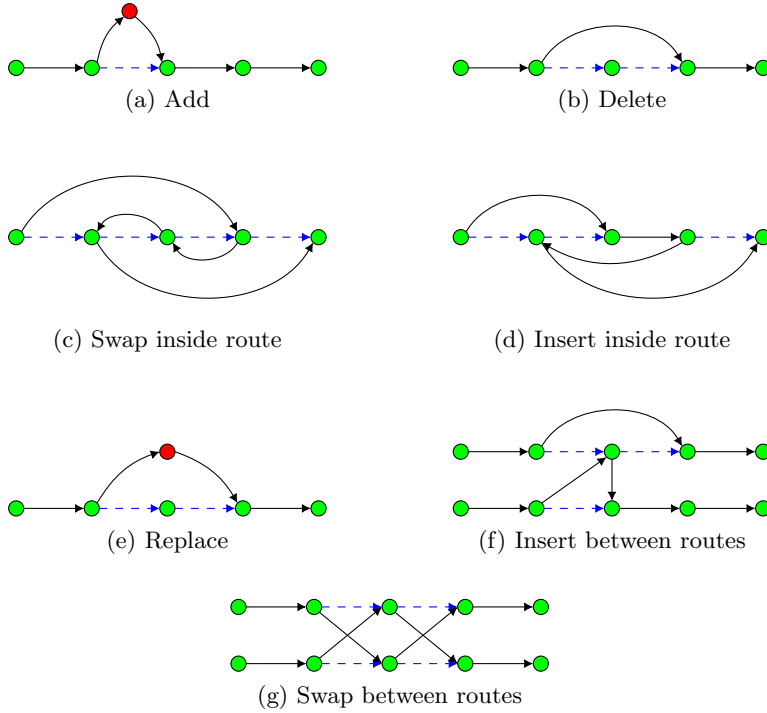 (a) Add
(b) Delete
(c) Swap inside route
(d) Insert inside route
(e) Replace
(f) Insert between routes
(g) Swap between routes